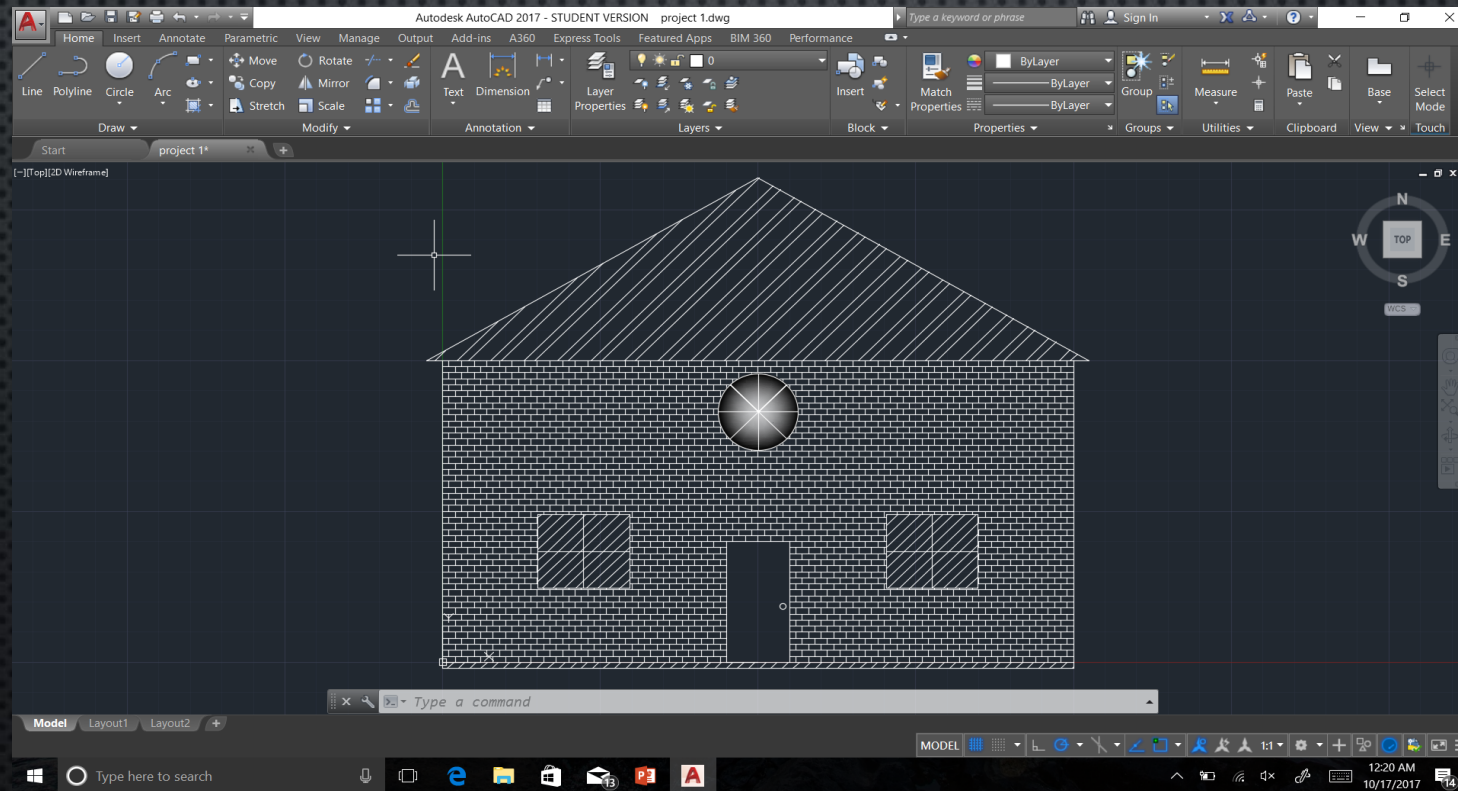 Autodesk AutoCAD 2017 - STUDENT VERSION project 1.dwg
Type a keyword or phrase
Sign In
Home Insert Annotate Parametric View Manage Output Add-ins A360 Express Tools Featured Apps BIM 360 Performance
Line Polyline Circle Arc
Move Rotate
Copy Mirror
Stretch Scale
Text Dimension
Layer Properties
0
Insert
Match Properties
ByLayer
ByLayer
ByLayer
Group
Measure
Paste
Base
Select Mode
Draw Modify Annotation Layers Block Properties Groups Utilities Clipboard View Touch
Start project 1*
[−][Top][2D Wireframe]
N
W TOP E
S
WCS
Y
X
Type a command
Model Layout1 Layout2
MODEL 1:1
Type here to search
13
12:20 AM
10/17/2017
14